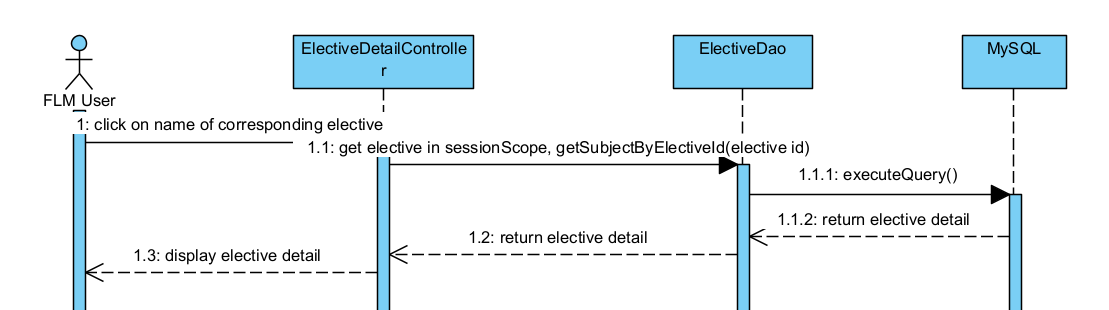 ElectiveDetailControlle
r
ElectiveDao
MySQL
FLM User
1: click on name of corresponding elective
1.1: get elective in sessionScope, getSubjectByElectiveId(elective id)
1.1.1: executeQuery()
1.1.2: return elective detail
1.2: return elective detail
1.3: display elective detail